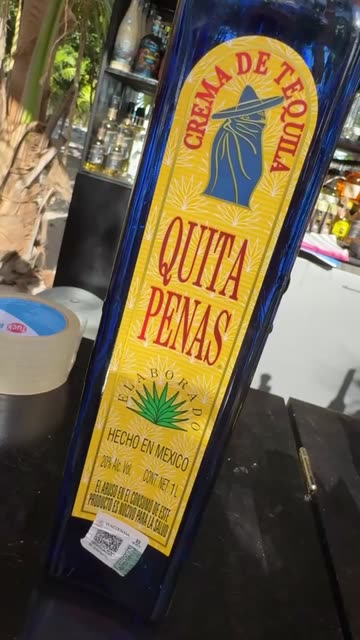 CREMA DE TEQUILA
QUITA
PENAS
ELABORADO
HECHO EN MEXICO
20% Alc. Vol. CONT. NET. 1 L
EL ABUSO EN EL CONSUMO DE ESTE
PRODUCTO ES NOCIVO PARA LA SALUD